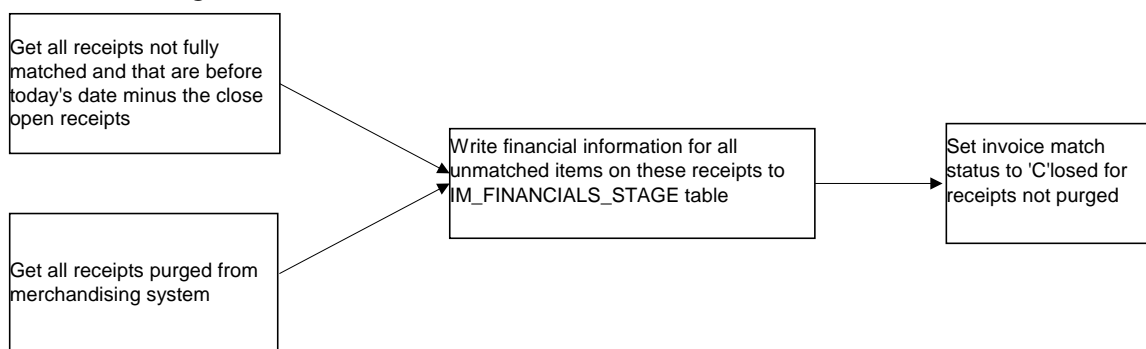 Get all receipts not fully
matched and that are before
today's date minus the close
open receipts
Write financial information for all
unmatched items on these receipts to
IM_FINANCIALS_STAGE table
Set invoice match
status to 'C'losed for
receipts not purged
Get all receipts purged from
merchandising system